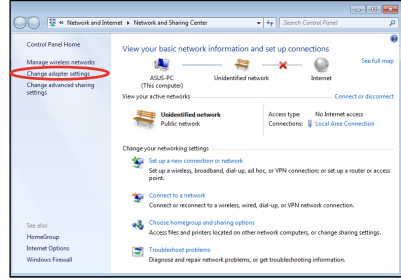 « Network and Internet ▸ Network and Sharing Center
Search Control Panel
Control Panel Home
Manage wireless networks
Change adapter settings
Change advanced sharing
settings
See also
HomeGroup
Internet Options
Windows Firewall
View your basic network information and set up connections
See full map
ASUS-PC
(This computer)
Unidentified network
Internet
View your active networks
Connect or disconnect
Unidentified network
Public network
Access type: No Internet access
Connections: Local Area Connection
Change your networking settings
Set up a new connection or network
Set up a wireless, broadband, dial-up, ad hoc, or VPN connection; or set up a router or access
point.
Connect to a network
Connect or reconnect to a wireless, wired, dial-up, or VPN network connection.
Choose homegroup and sharing options
Access files and printers located on other network computers, or change sharing settings.
Troubleshoot problems
Diagnose and repair network problems, or get troubleshooting information.